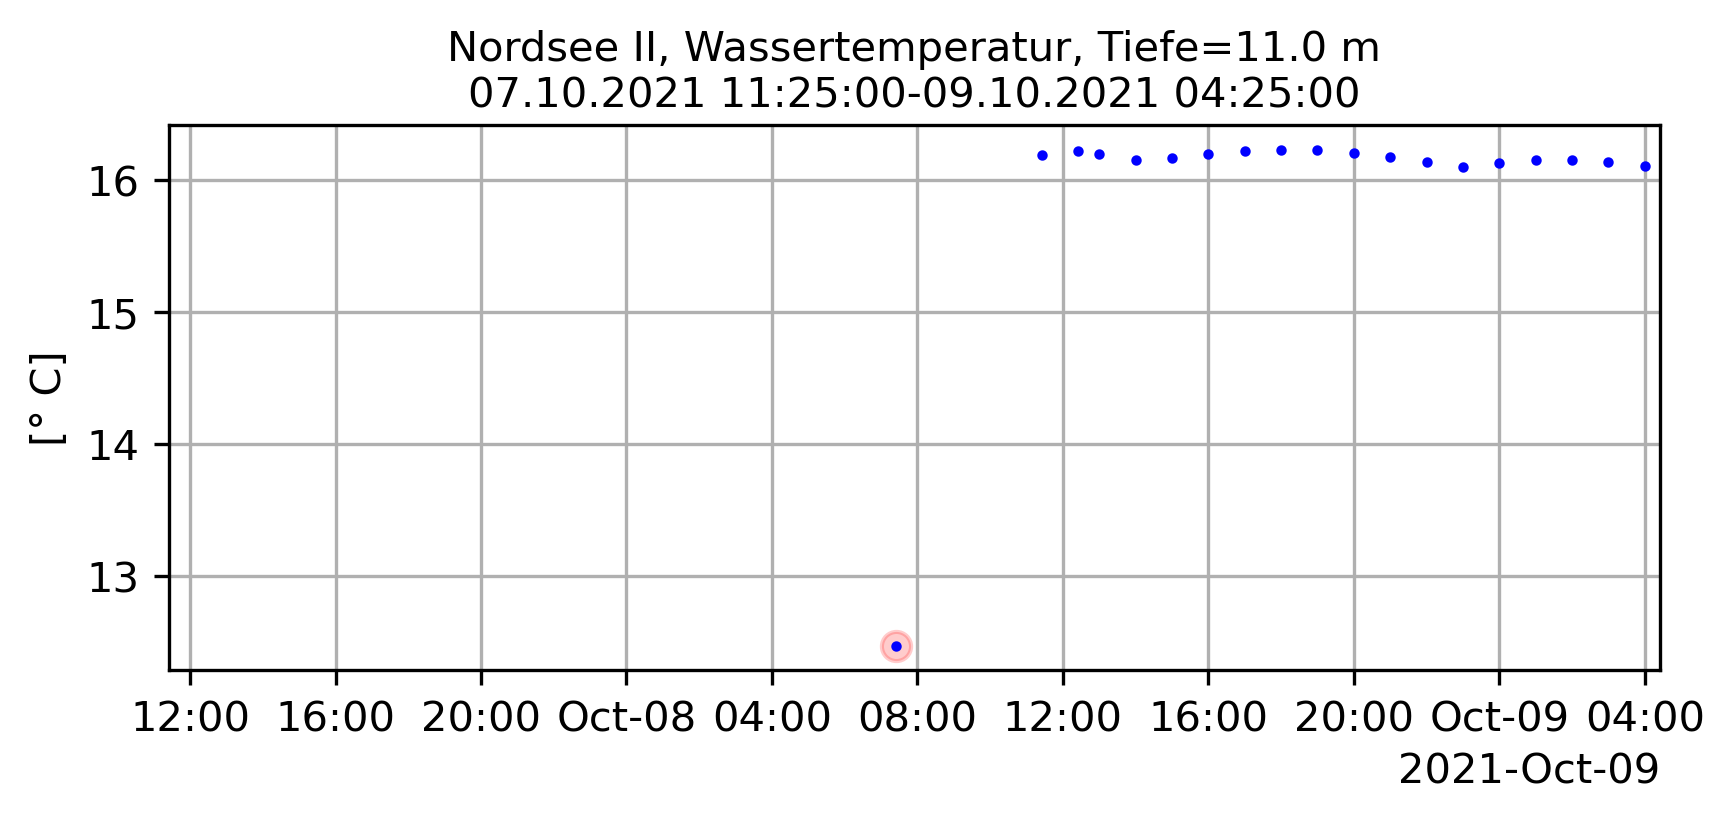 Nordsee II, Wassertemperatur, Tiefe=11.0 m
07.10.2021 11:25:00-09.10.2021 04:25:00
[° C]
16
15
14
13
12:00 16:00 20:00 Oct-08 04:00 08:00 12:00 16:00 20:00 Oct-09 04:00
2021-Oct-09